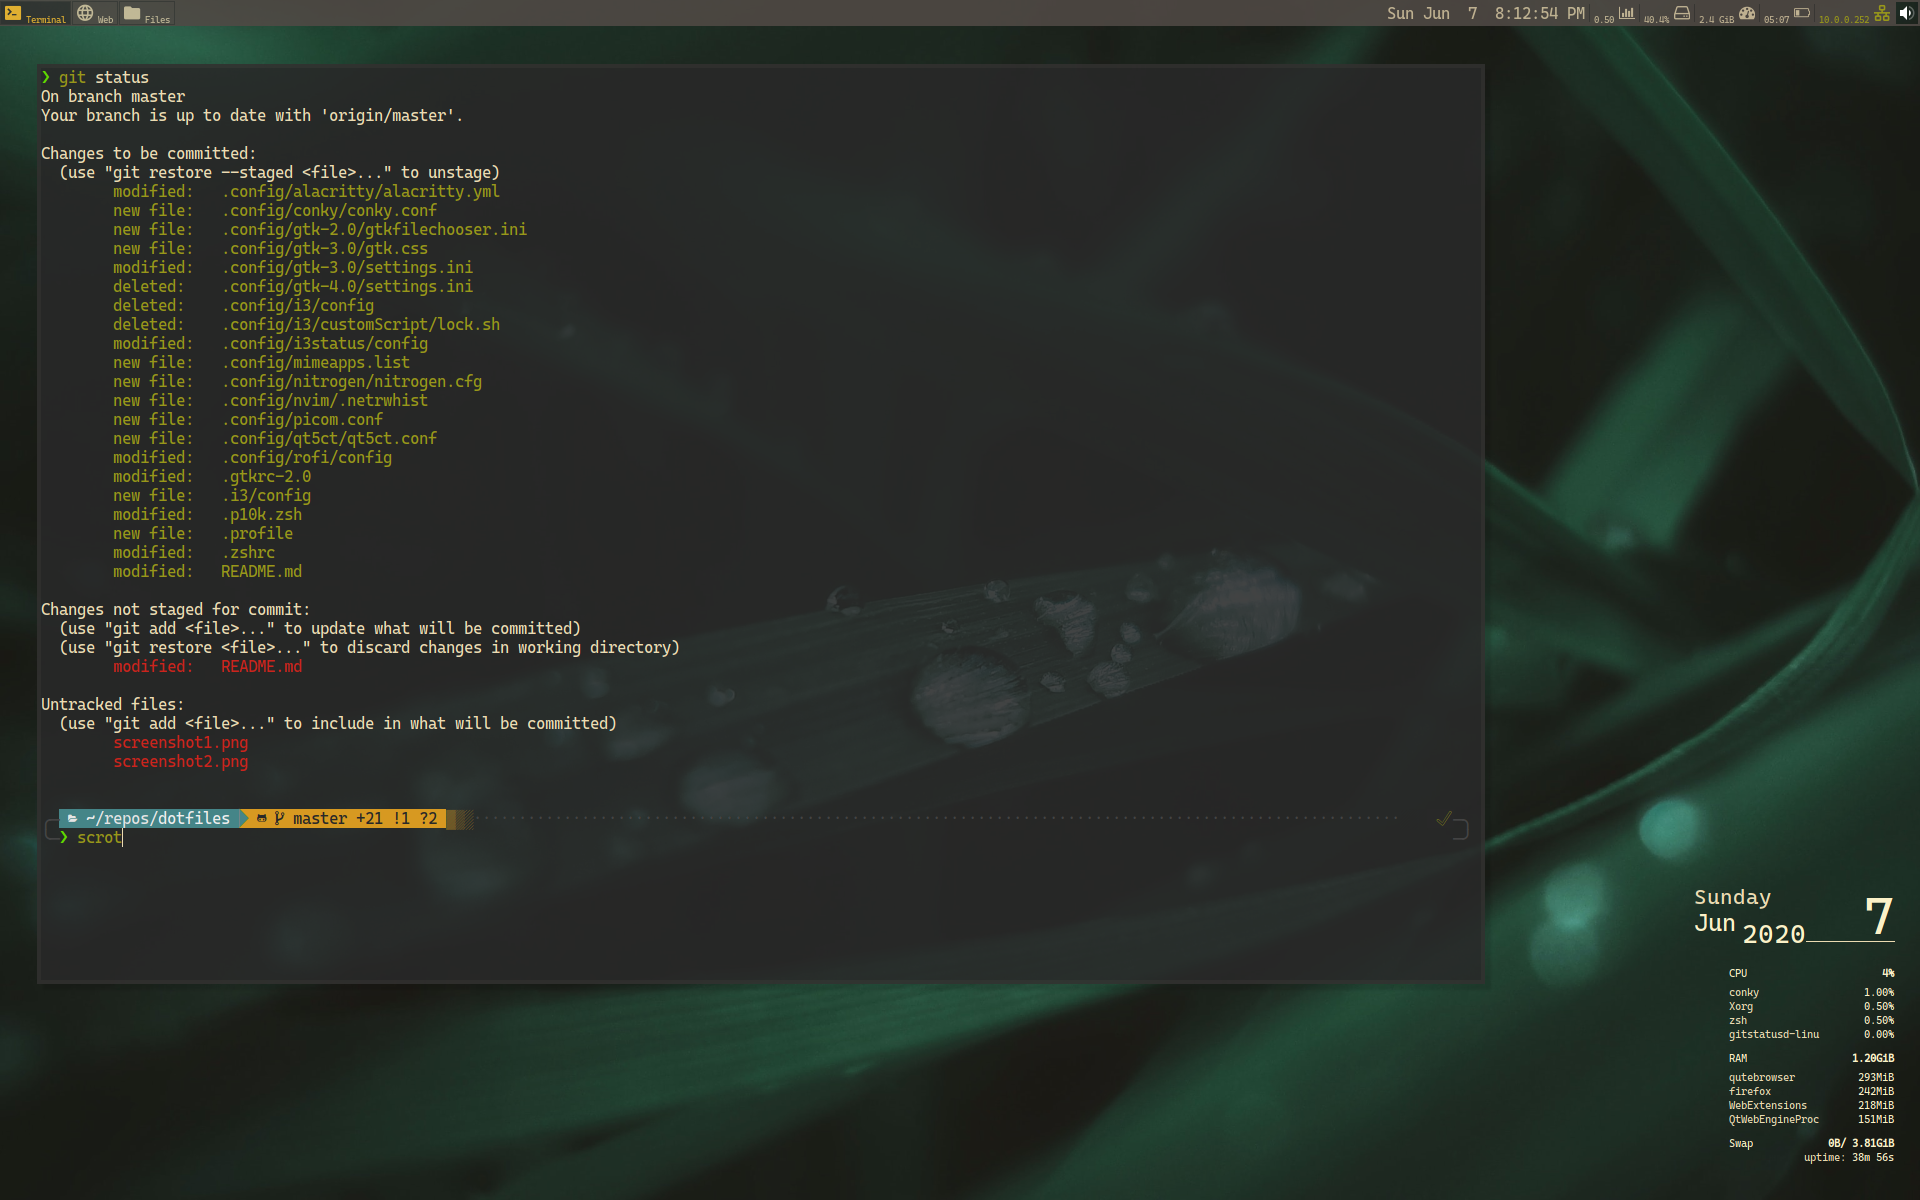 Terminal Web Files
Sun Jun 7 8:12:54 PM 0.50 40.4% 2.4 GiB 05:07 10.0.0.252
❯ git status
On branch master
Your branch is up to date with 'origin/master'.
Changes to be committed:
(use "git restore --staged <file>..." to unstage)
modified: .config/alacritty/alacritty.yml
new file: .config/conky/conky.conf
new file: .config/gtk-2.0/gtkfilechooser.ini
new file: .config/gtk-3.0/gtk.css
modified: .config/gtk-3.0/settings.ini
deleted: .config/gtk-4.0/settings.ini
deleted: .config/i3/config
deleted: .config/i3/customScript/lock.sh
modified: .config/i3status/config
new file: .config/mimeapps.list
new file: .config/nitrogen/nitrogen.cfg
new file: .config/nvim/.netrwhist
new file: .config/picom.conf
new file: .config/qt5ct/qt5ct.conf
modified: .config/rofi/config
modified: .gtkrc-2.0
new file: .i3/config
modified: .p10k.zsh
new file: .profile
modified: .zshrc
modified: README.md
Changes not staged for commit:
(use "git add <file>..." to update what will be committed)
(use "git restore <file>..." to discard changes in working directory)
modified: README.md
Untracked files:
(use "git add <file>..." to include in what will be committed)
screenshot1.png
screenshot2.png
~/repos/dotfiles master +21 !1 ?2
❯ scrot
Sunday
7
Jun 2020
CPU 4%
conky 1.00%
Xorg 0.50%
zsh 0.50%
gitstatusd-linu 0.00%
RAM 1.20GiB
qutebrowser 293MiB
firefox 242MiB
WebExtensions 218MiB
QtWebEngineProc 151MiB
Swap 0B/ 3.81GiB
uptime: 38m 56s